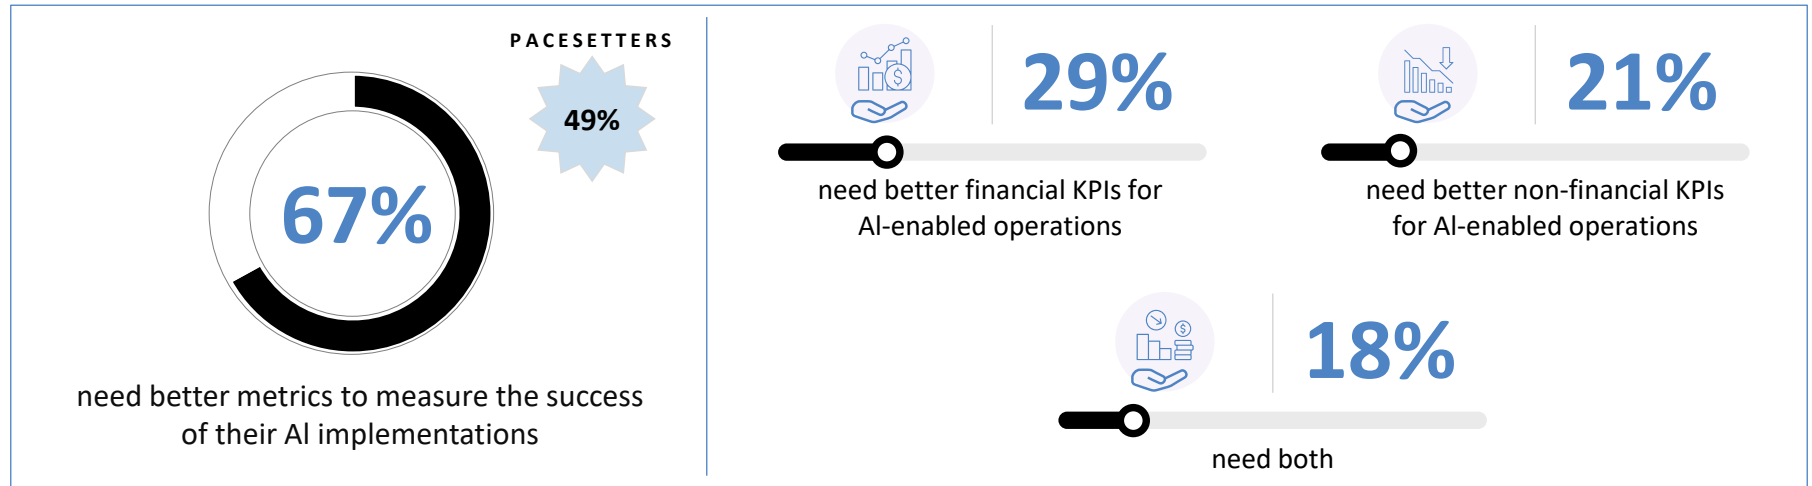 PACESETTERS
49%
67%
need better metrics to measure the success
of their AI implementations
29%
need better financial KPIs for
AI-enabled operations
21%
need better non-financial KPIs
for AI-enabled operations
18%
need both